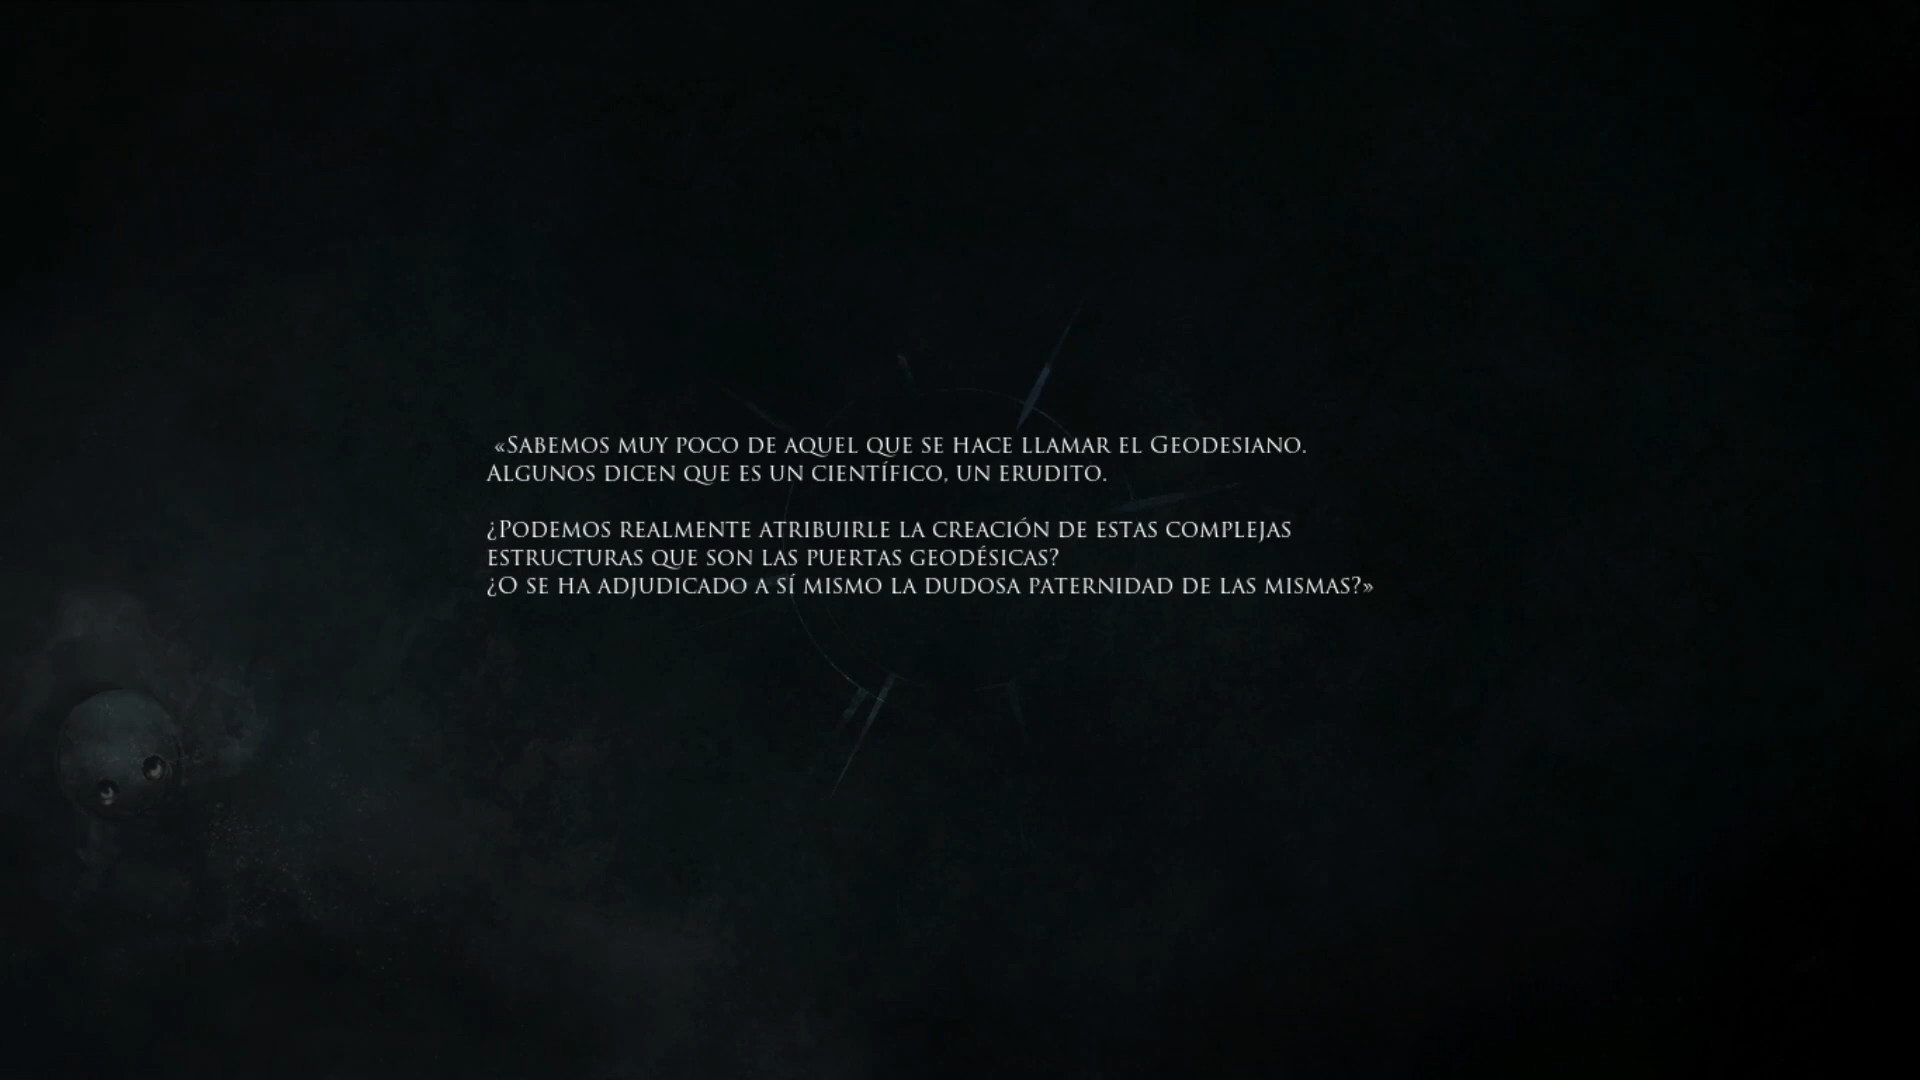 «Sabemos muy poco de aquel que se hace llamar el Geodesiano.
Algunos dicen que es un científico, un erudito.
¿Podemos realmente atribuirle la creación de estas complejas
estructuras que son las puertas geodésicas?
¿O se ha adjudicado a sí mismo la dudosa paternidad de las mismas?»